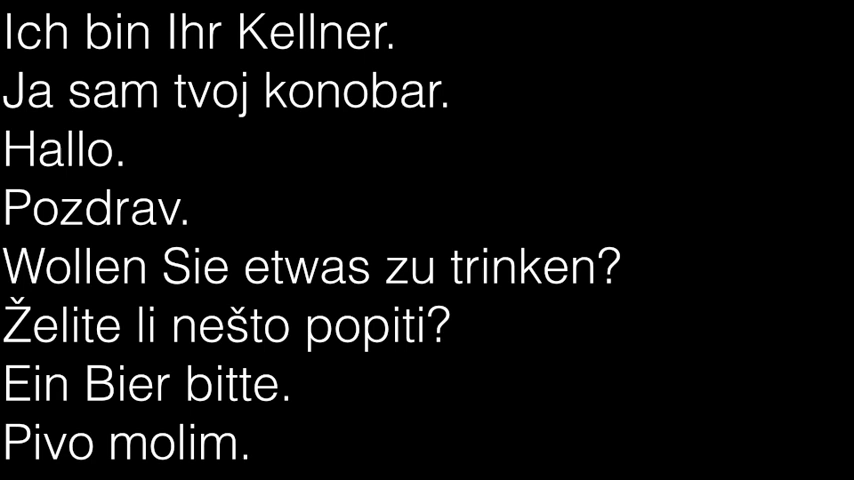 Ich bin Ihr Kellner.
Ja sam tvoj konobar.
Hallo.
Pozdrav.
Wollen Sie etwas zu trinken?
Želite li nešto popiti?
Ein Bier bitte.
Pivo molim.